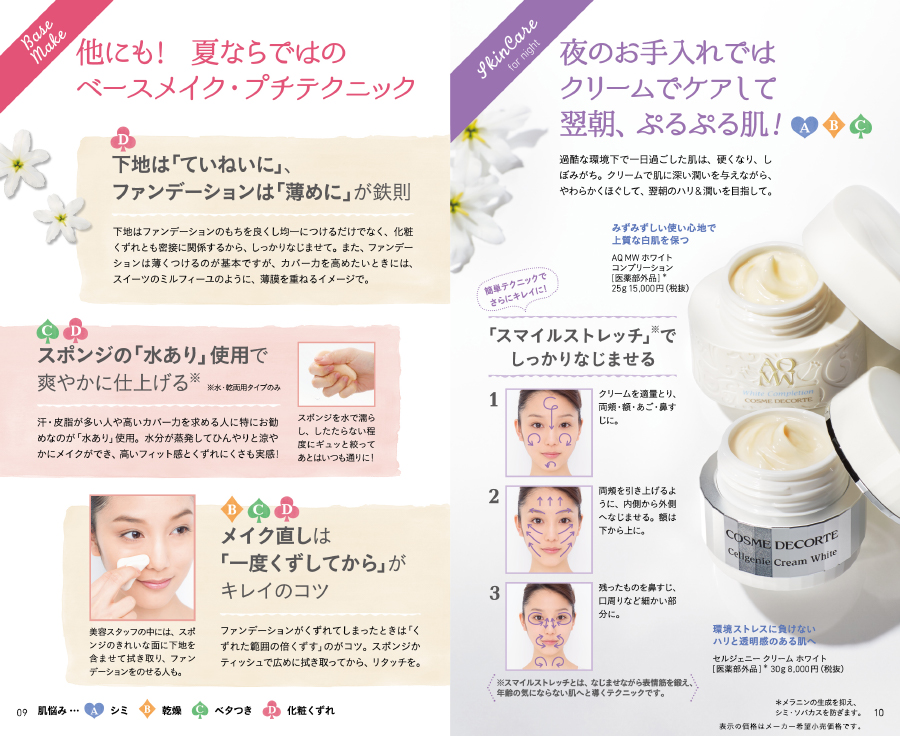 Base
Make
他にも！ 夏ならではの
ベースメイク・プチテクニック
D
下地は「ていねいに」、
ファンデーションは「薄めに」が鉄則
下地はファンデーションのもちを良くし均一につけるだけでなく、化粧
くずれとも密接に関係するから、しっかりなじませて。また、ファンデー
ションは薄くつけるのが基本ですが、カバー力を高めたいときには、
スイーツのミルフィーユのように、薄膜を重ねるイメージで。
C D
スポンジの「水あり」使用で
爽やかに仕上げる※ ※水・乾両用タイプのみ
汗・皮脂が多い人や高いカバー力を求める人に特にお勧
めなのが「水あり」使用。水分が蒸発してひんやりと涼や
かにメイクができ、高いフィット感とくずれにくさも実感！
スポンジを水で濡ら
し、したたらない程
度にギュッと絞って
あとはいつも通りに！
B C D
メイク直しは
「一度くずしてから」が
キレイのコツ
美容スタッフの中には、スポ
ンジのきれいな面に下地を
含ませて拭き取り、ファン
デーションをのせる人も。
ファンデーションがくずれてしまったときは「く
ずれた範囲の倍くずす」のがコツ。スポンジか
ティッシュで広めに拭き取ってから、リタッチを。
09 肌悩み … A シミ B 乾燥 C ベタつき D 化粧くずれ
SkinCare
for night
夜のお手入れでは
クリームでケアして
翌朝、ぷるぷる肌！ A B C
過酷な環境下で一日過ごした肌は、硬くなり、し
ぼみがち。クリームで肌に深い潤いを与えながら、
やわらかくほぐして、翌朝のハリ＆潤いを目指して。
みずみずしい使い心地で
上質な白肌を保つ
AQ MW ホワイト
コンプリーション
［医薬部外品］＊
25g 15,000円（税抜）
簡単テクニックで
さらにキレイに！
「スマイルストレッチ」※で
しっかりなじませる
1
クリームを適量とり、
両頬・額・あご・鼻す
じに。
2
両頬を引き上げるよ
うに、内側から外側
へなじませる。額は
下から上に。
3
残ったものを鼻すじ、
口周りなど細かい部
分に。
※スマイルストレッチとは、なじませながら表情筋を鍛え、
年齢の気にならない肌へと導くテクニックです。
AQ
MW
White Completion
COSME DECORTE
COSME DECORTE
Cellgenie Cream White
環境ストレスに負けない
ハリと透明感のある肌へ
セルジェニー クリーム ホワイト
［医薬部外品］＊ 30g 8,000円（税抜）
＊メラニンの生成を抑え、
シミ・ソバカスを防ぎます。 10
表示の価格はメーカー希望小売価格です。